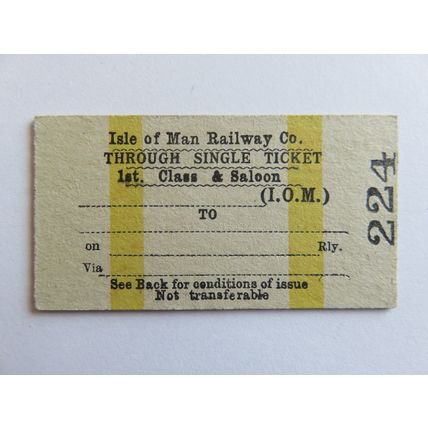 Isle of Man Railway Co.
THROUGH SINGLE TICKET
1st. Class & Saloon
(I.O.M.)
TO
on Rly.
Via
See Back for conditions of issue
Not transferable
224